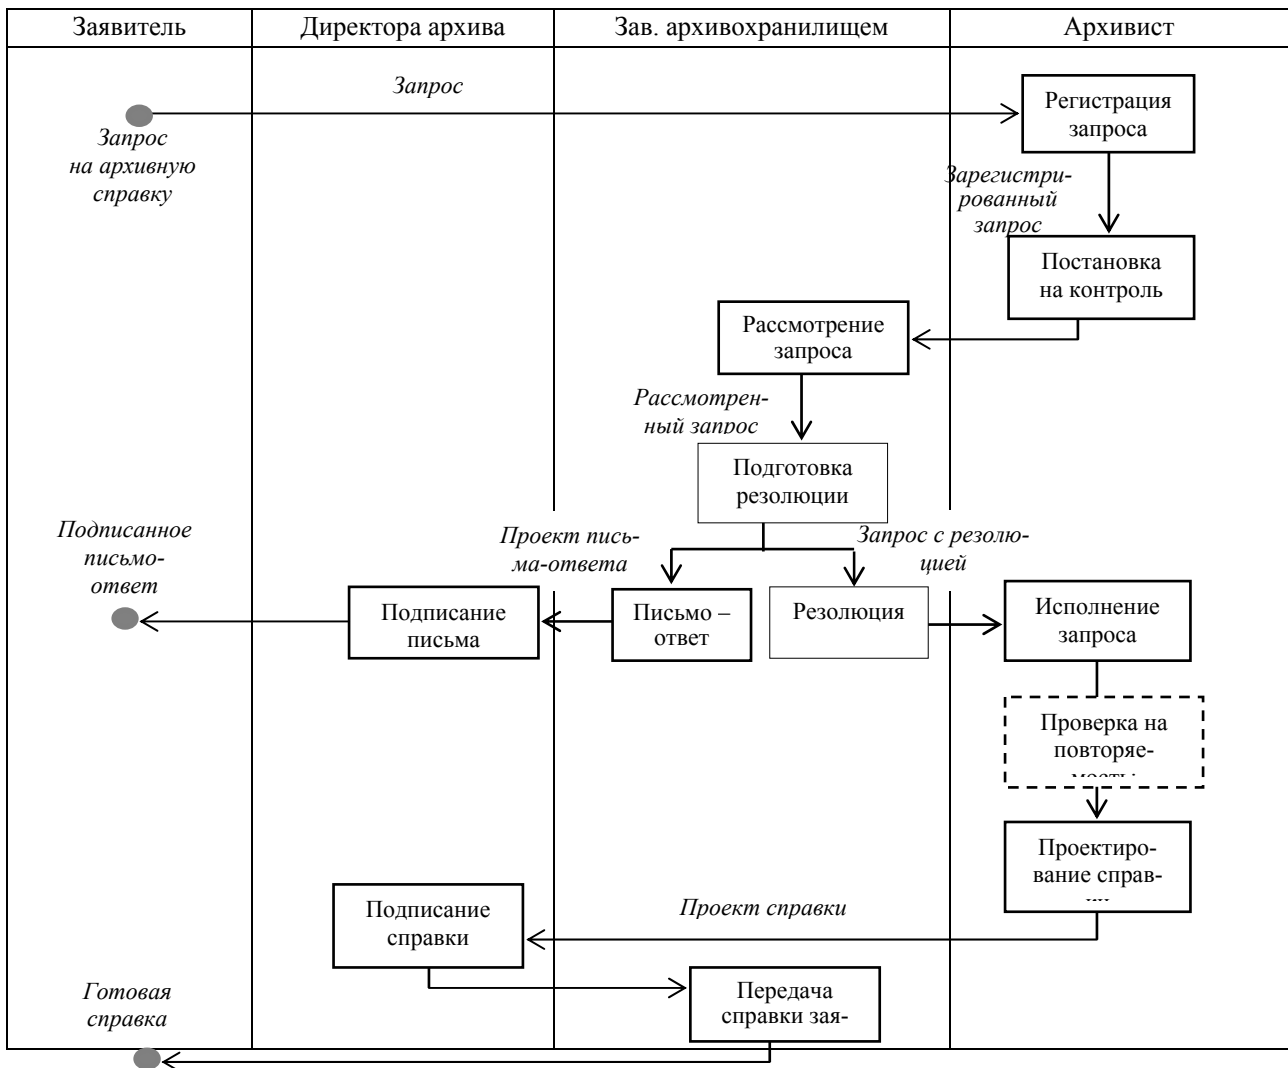 Заявитель
Директора архива
Зав. архивохранилищем
Архивист
Запрос
Регистрация
запроса
Запрос
на архивную
справку
Зарегистри-
рованный
запрос
Постановка
на контроль
Рассмотрение
запроса
Рассмотрен-
ный запрос
Подготовка
резолюции
Подписанное
письмо-
ответ
Проект пись-
ма-ответа
Запрос с резолю-
цией
Подписание
письма
Письмо –
ответ
Резолюция
Исполнение
запроса
Проверка на
повторяе-
Проектиро-
вание справ-
Проект справки
Подписание
справки
Готовая
справка
Передача
справки зая-